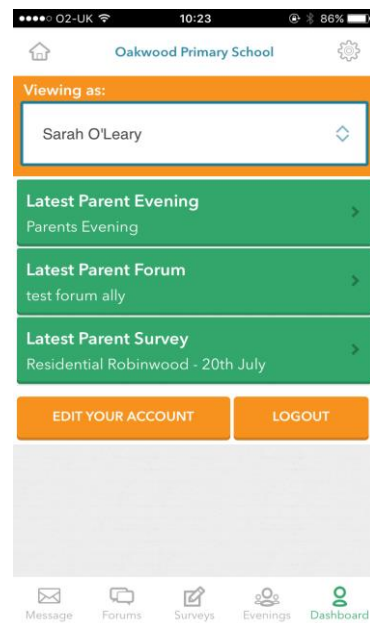 O2-UK 10:23 86%
Oakwood Primary School
Viewing as:
Sarah O'Leary
Latest Parent Evening
Parents Evening
Latest Parent Forum
test forum ally
Latest Parent Survey
Residential Robinwood - 20th July
EDIT YOUR ACCOUNT LOGOUT
Message Forums Surveys Evenings Dashboard